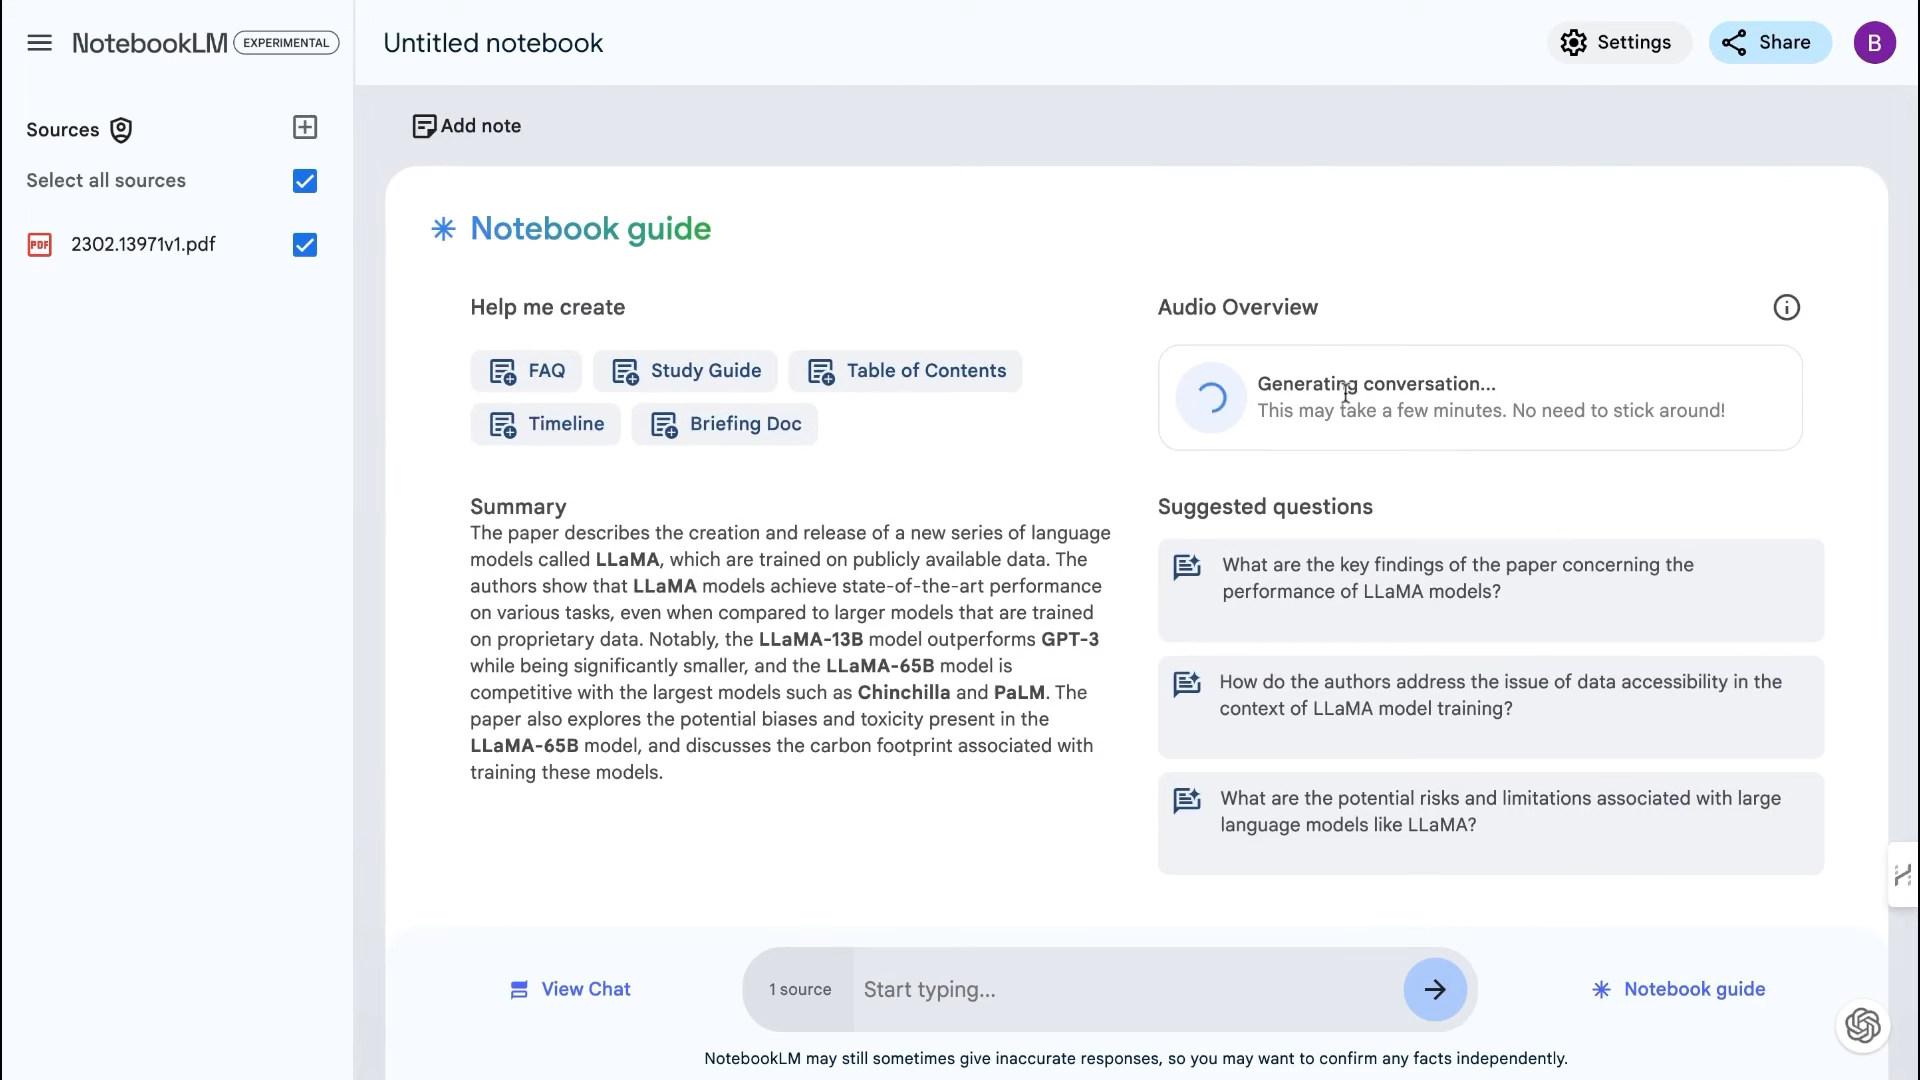 NotebookLM EXPERIMENTAL
Untitled notebook
Settings
Share
B
Sources
Select all sources
PDF 2302.13971v1.pdf
Add note
Notebook guide
Help me create
FAQ
Study Guide
Table of Contents
Timeline
Briefing Doc
Audio Overview
Generating conversation...
This may take a few minutes. No need to stick around!
Summary
The paper describes the creation and release of a new series of language
models called LLaMA, which are trained on publicly available data. The
authors show that LLaMA models achieve state-of-the-art performance
on various tasks, even when compared to larger models that are trained
on proprietary data. Notably, the LLaMA-13B model outperforms GPT-3
while being significantly smaller, and the LLaMA-65B model is
competitive with the largest models such as Chinchilla and PaLM. The
paper also explores the potential biases and toxicity present in the
LLaMA-65B model, and discusses the carbon footprint associated with
training these models.
Suggested questions
What are the key findings of the paper concerning the
performance of LLaMA models?
How do the authors address the issue of data accessibility in the
context of LLaMA model training?
What are the potential risks and limitations associated with large
language models like LLaMA?
View Chat
1 source
Start typing...
Notebook guide
NotebookLM may still sometimes give inaccurate responses, so you may want to confirm any facts independently.